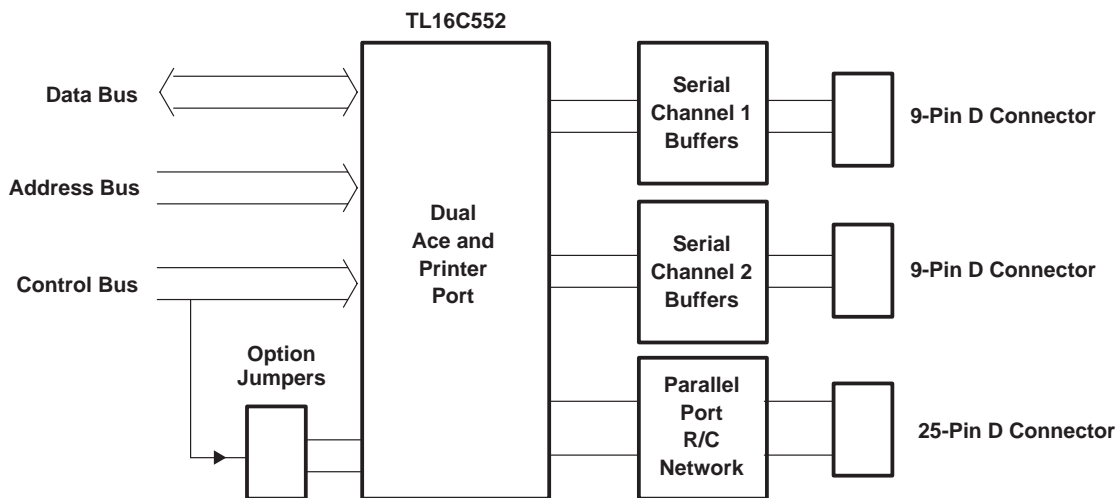 TL16C552
Data Bus
Address Bus
Control Bus
Option
Jumpers
Dual
Ace and
Printer
Port
Serial
Channel 1
Buffers
9-Pin D Connector
Serial
Channel 2
Buffers
9-Pin D Connector
Parallel
Port
R/C
Network
25-Pin D Connector